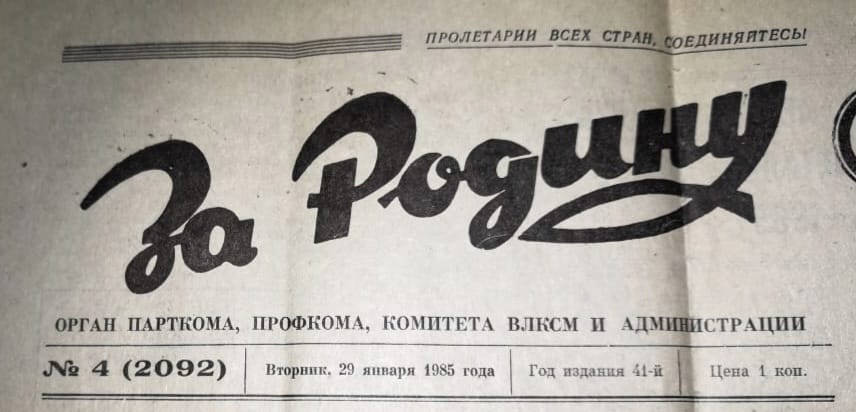 ПРОЛЕТАРИИ ВСЕХ СТРАН, СОЕДИНЯЙТЕСЬ!
За Родину
ОРГАН ПАРТКОМА, ПРОФКОМА, КОМИТЕТА ВЛКСМ И АДМИНИСТРАЦИИ
№ 4 (2092) Вторник, 29 января 1985 года Год издания 41-й Цена 1 коп.